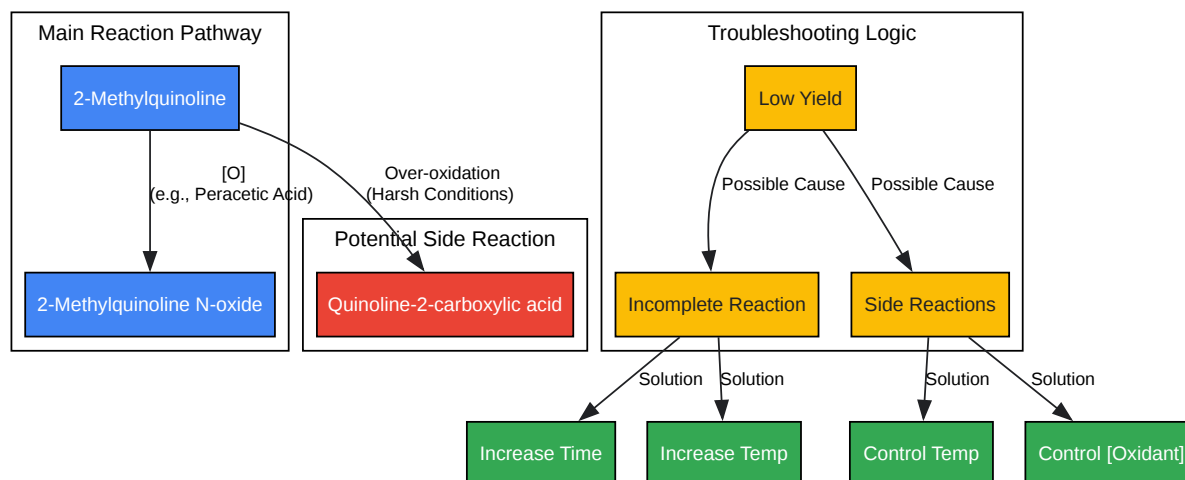 Main Reaction Pathway
2-Methylquinoline
[O]
(e.g., Peracetic Acid)
2-Methylquinoline N-oxide
Over-oxidation
(Harsh Conditions)
Potential Side Reaction
Quinoline-2-carboxylic acid
Troubleshooting Logic
Low Yield
Possible Cause
Possible Cause
Incomplete Reaction
Side Reactions
Solution
Solution
Solution
Solution
Increase Time
Increase Temp
Control Temp
Control [Oxidant]